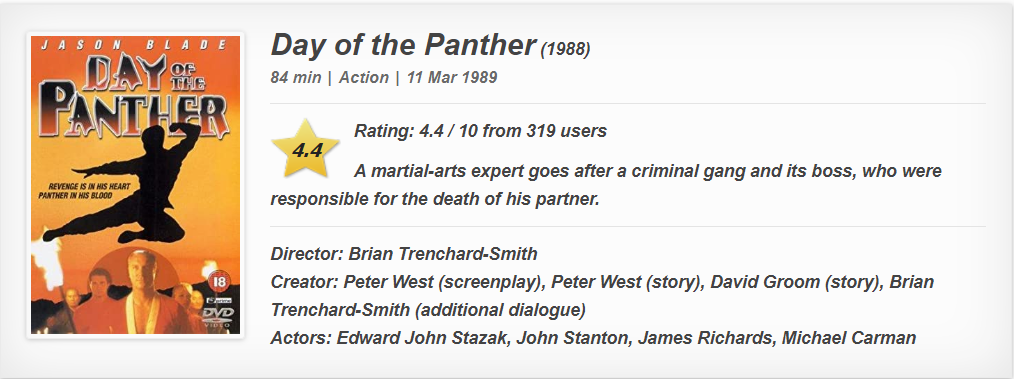 JASON BLADE
DAY OF THE
PANTHER
REVENGE IS IN HIS HEART
PANTHER IN HIS BLOOD
18
DVD
VIDEO
Day of the Panther (1988)
84 min | Action | 11 Mar 1989
4.4
Rating: 4.4 / 10 from 319 users
A martial-arts expert goes after a criminal gang and its boss, who were
responsible for the death of his partner.
Director: Brian Trenchard-Smith
Creator: Peter West (screenplay), Peter West (story), David Groom (story), Brian
Trenchard-Smith (additional dialogue)
Actors: Edward John Stazak, John Stanton, James Richards, Michael Carman